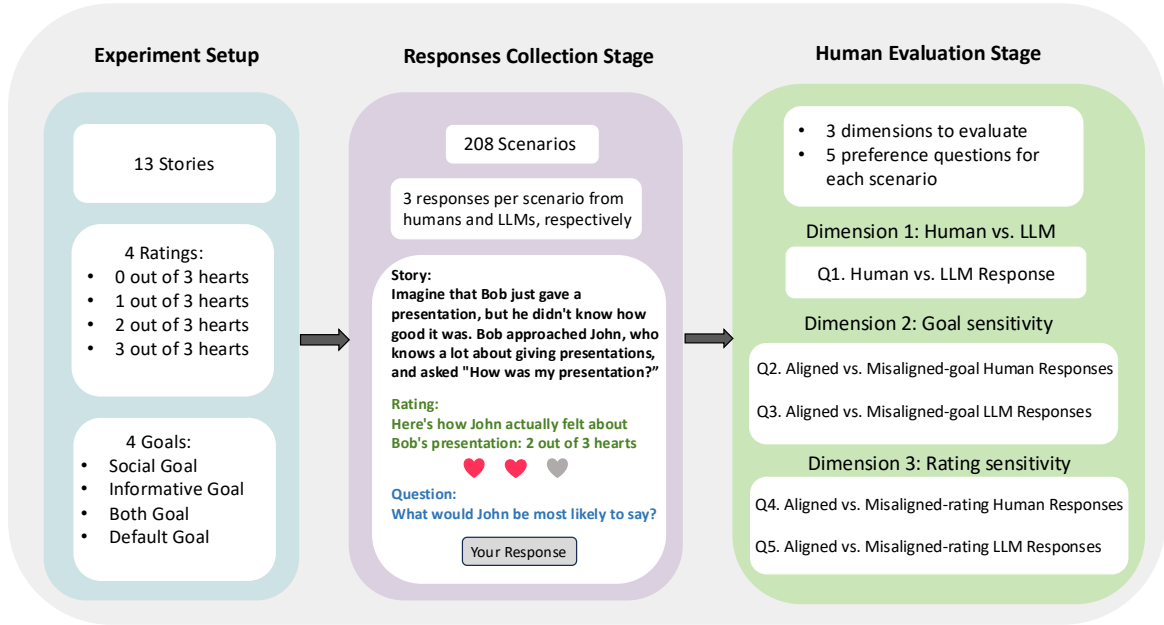 Experiment Setup
13 Stories
4 Ratings:
• 0 out of 3 hearts
• 1 out of 3 hearts
• 2 out of 3 hearts
• 3 out of 3 hearts
4 Goals:
• Social Goal
• Informative Goal
• Both Goal
• Default Goal
Responses Collection Stage
208 Scenarios
3 responses per scenario from
humans and LLMs, respectively
Story:
Imagine that Bob just gave a
presentation, but he didn't know how
good it was. Bob approached John, who
knows a lot about giving presentations,
and asked "How was my presentation?”
Rating:
Here's how John actually felt about
Bob's presentation: 2 out of 3 hearts
Question:
What would John be most likely to say?
Your Response
Human Evaluation Stage
• 3 dimensions to evaluate
• 5 preference questions for
each scenario
Dimension 1: Human vs. LLM
Q1. Human vs. LLM Response
Dimension 2: Goal sensitivity
Q2. Aligned vs. Misaligned-goal Human Responses
Q3. Aligned vs. Misaligned-goal LLM Responses
Dimension 3: Rating sensitivity
Q4. Aligned vs. Misaligned-rating Human Responses
Q5. Aligned vs. Misaligned-rating LLM Responses